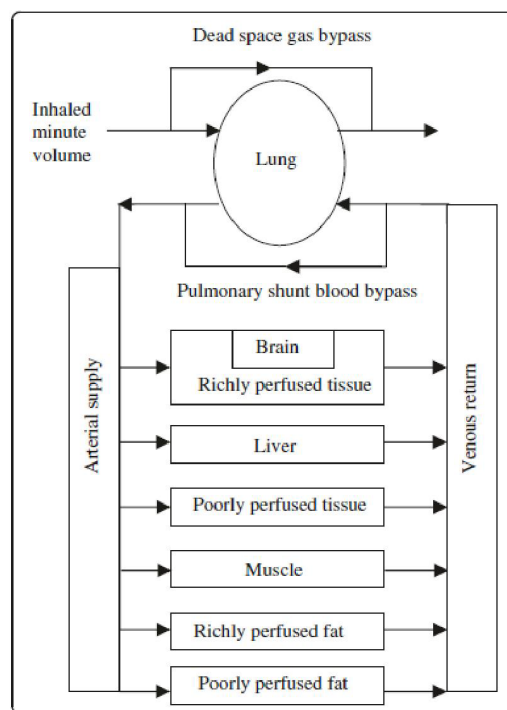 Dead space gas bypass
Inhaled
minute
volume
Lung
Pulmonary shunt blood bypass
Arterial supply
Brain
Richly perfused tissue
Liver
Poorly perfused tissue
Muscle
Richly perfused fat
Poorly perfused fat
Venous return